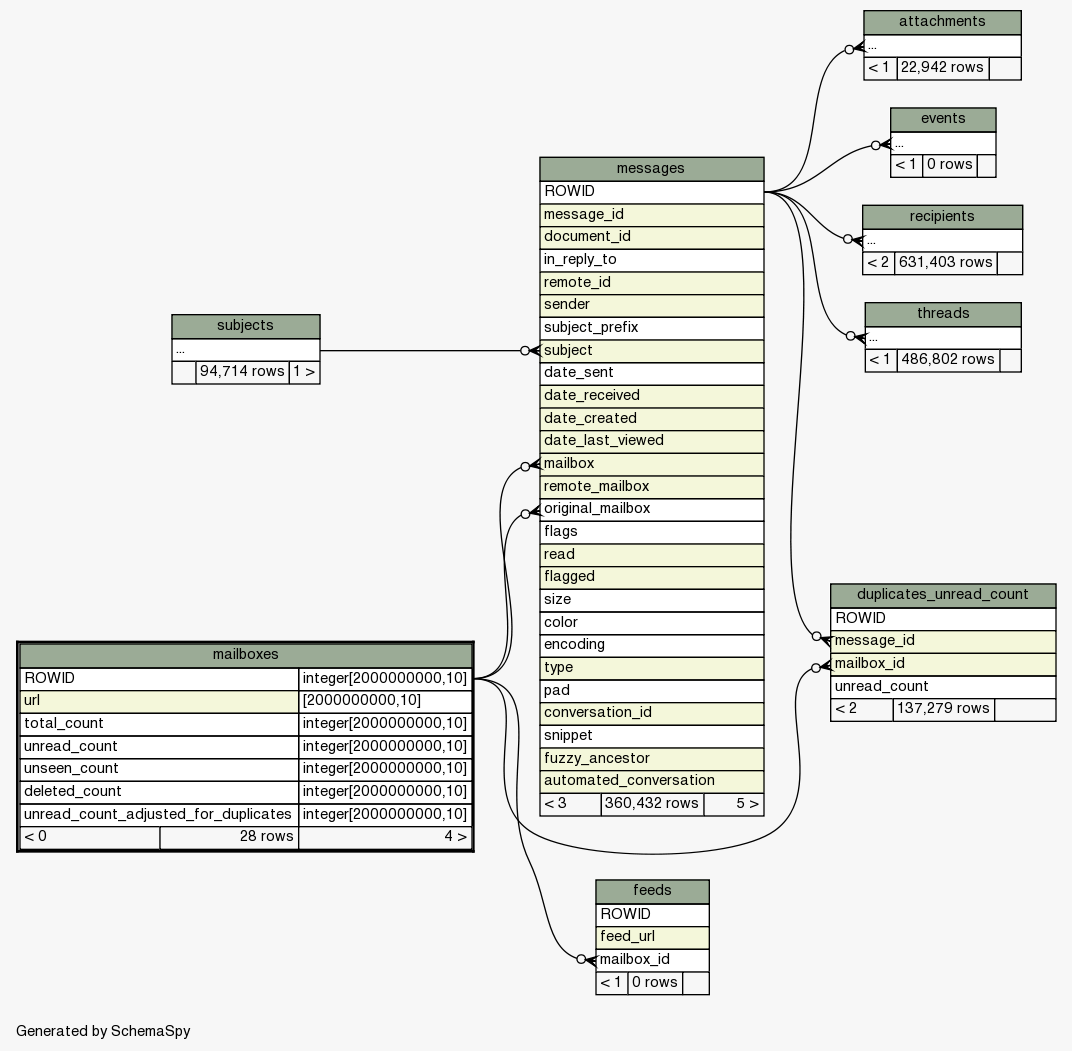 attachments
...
< 1 22,942 rows
events
...
< 1 0 rows
messages
ROWID
message_id
document_id
in_reply_to
remote_id
sender
subject_prefix
subject
date_sent
date_received
date_created
date_last_viewed
mailbox
remote_mailbox
original_mailbox
flags
read
flagged
size
color
encoding
type
pad
conversation_id
snippet
fuzzy_ancestor
automated_conversation
< 3 360,432 rows 5 >
recipients
...
< 2 631,403 rows
threads
...
< 1 486,802 rows
subjects
...
94,714 rows 1 >
duplicates_unread_count
ROWID
message_id
mailbox_id
unread_count
< 2 137,279 rows
mailboxes
ROWID integer[2000000000,10]
url [2000000000,10]
total_count integer[2000000000,10]
unread_count integer[2000000000,10]
unseen_count integer[2000000000,10]
deleted_count integer[2000000000,10]
unread_count_adjusted_for_duplicates integer[2000000000,10]
< 0 28 rows 4 >
feeds
ROWID
feed_url
mailbox_id
< 1 0 rows
Generated by SchemaSpy